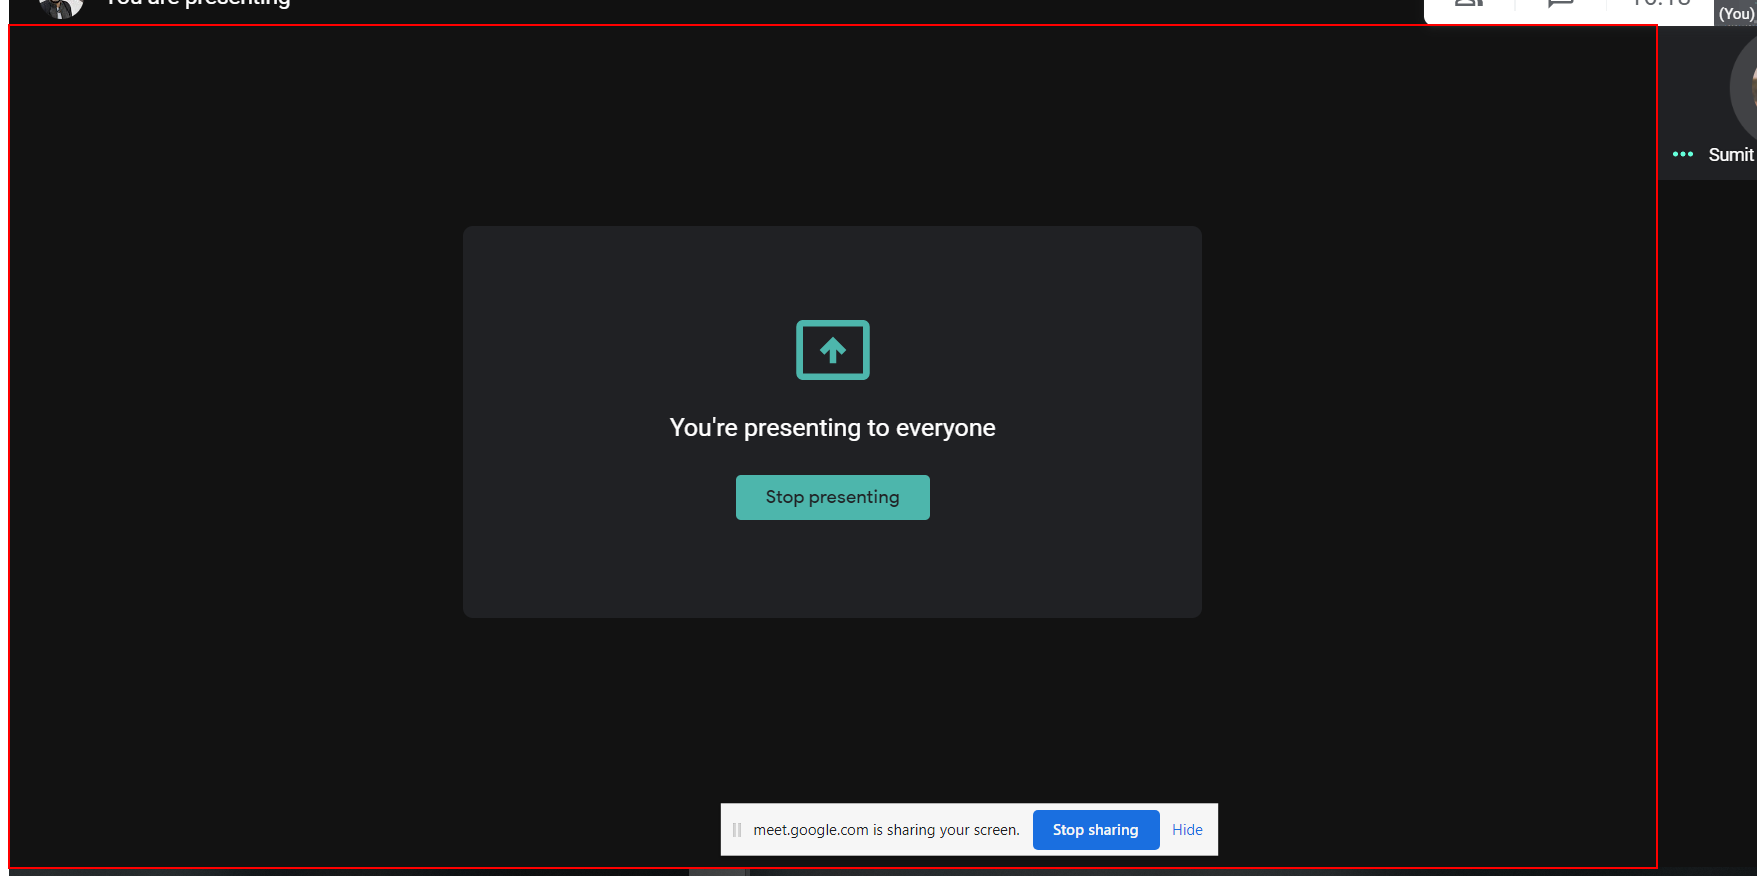 You are presenting
(You)
Sumit
You're presenting to everyone
Stop presenting
meet.google.com is sharing your screen.
Stop sharing
Hide